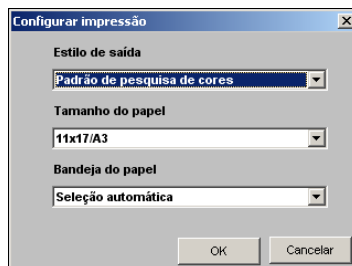 Configurar impressão
Estilo de saída
Padrão de pesquisa de cores
Tamanho do papel
11x17/A3
Bandeja do papel
Seleção automática
OK Cancelar